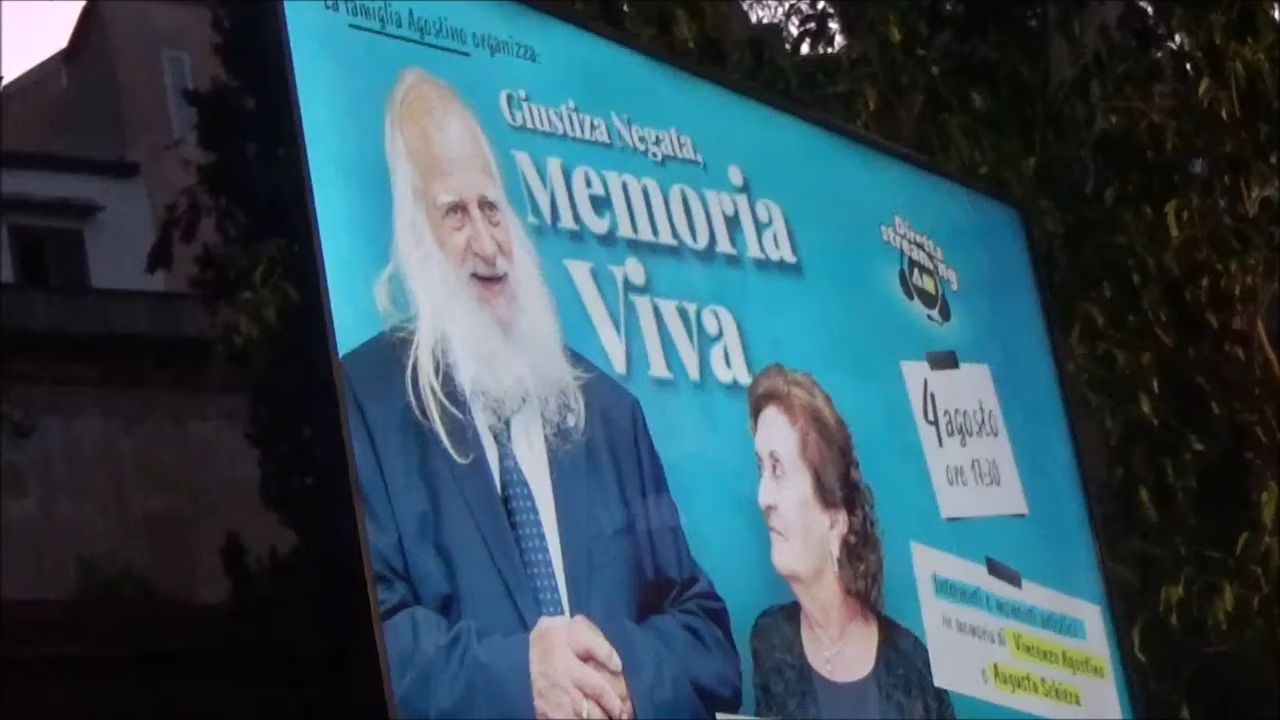 La famiglia Agostino organizza:
Giustiza Negata,
Memoria
Viva
Diretta
streaming
4 agosto
ore 17:30
Interventi e momenti artistici
in memoria di Vincenzo Agostino
e Augusta Schiera